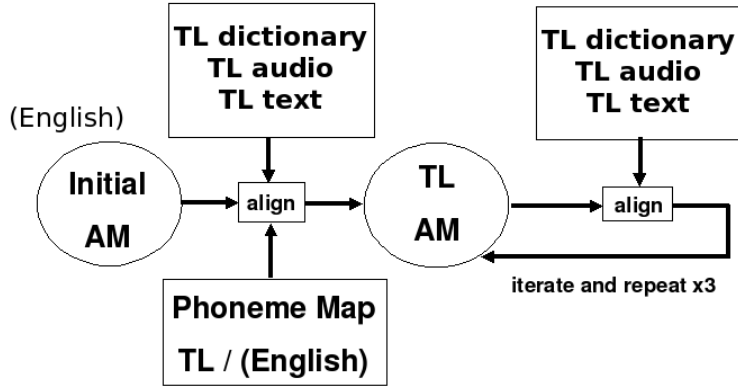 TL dictionary
TL audio
TL text
TL dictionary
TL audio
TL text
(English)
Initial
AM
align
TL
AM
align
iterate and repeat x3
Phoneme Map
TL / (English)